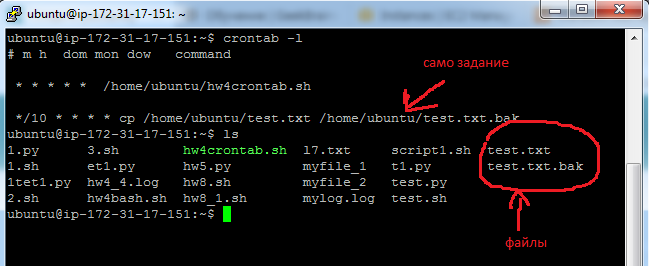 ubuntu@ip-172-31-17-151: ~
ubuntu@ip-172-31-17-151:~$ crontab -l
# m h  dom mon dow   command
само задание
* * * * *  /home/ubuntu/hw4crontab.sh
*/10 * * * * cp /home/ubuntu/test.txt /home/ubuntu/test.txt.bak
ubuntu@ip-172-31-17-151:~$ ls
1.py     3.sh        hw4crontab.sh  l7.txt     script1.sh  test.txt
1.sh     et1.py      hw5.py         myfile_1   t1.py       test.txt.bak
1tet1.py  hw4_4.log   hw8.sh         myfile_2   test.py
2.sh     hw4bash.sh  hw8_1.sh       mylog.log  test.sh
ubuntu@ip-172-31-17-151:~$
файлы